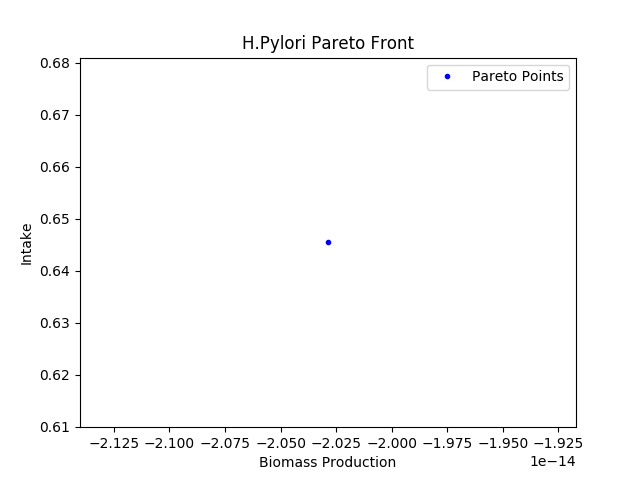 H.Pylori Pareto Front
Pareto Points
0.68
0.67
0.66
0.65
0.64
0.63
0.62
0.61
Intake
−2.125 −2.100 −2.075 −2.050 −2.025 −2.000 −1.975 −1.950 −1.925
Biomass Production
1e−14